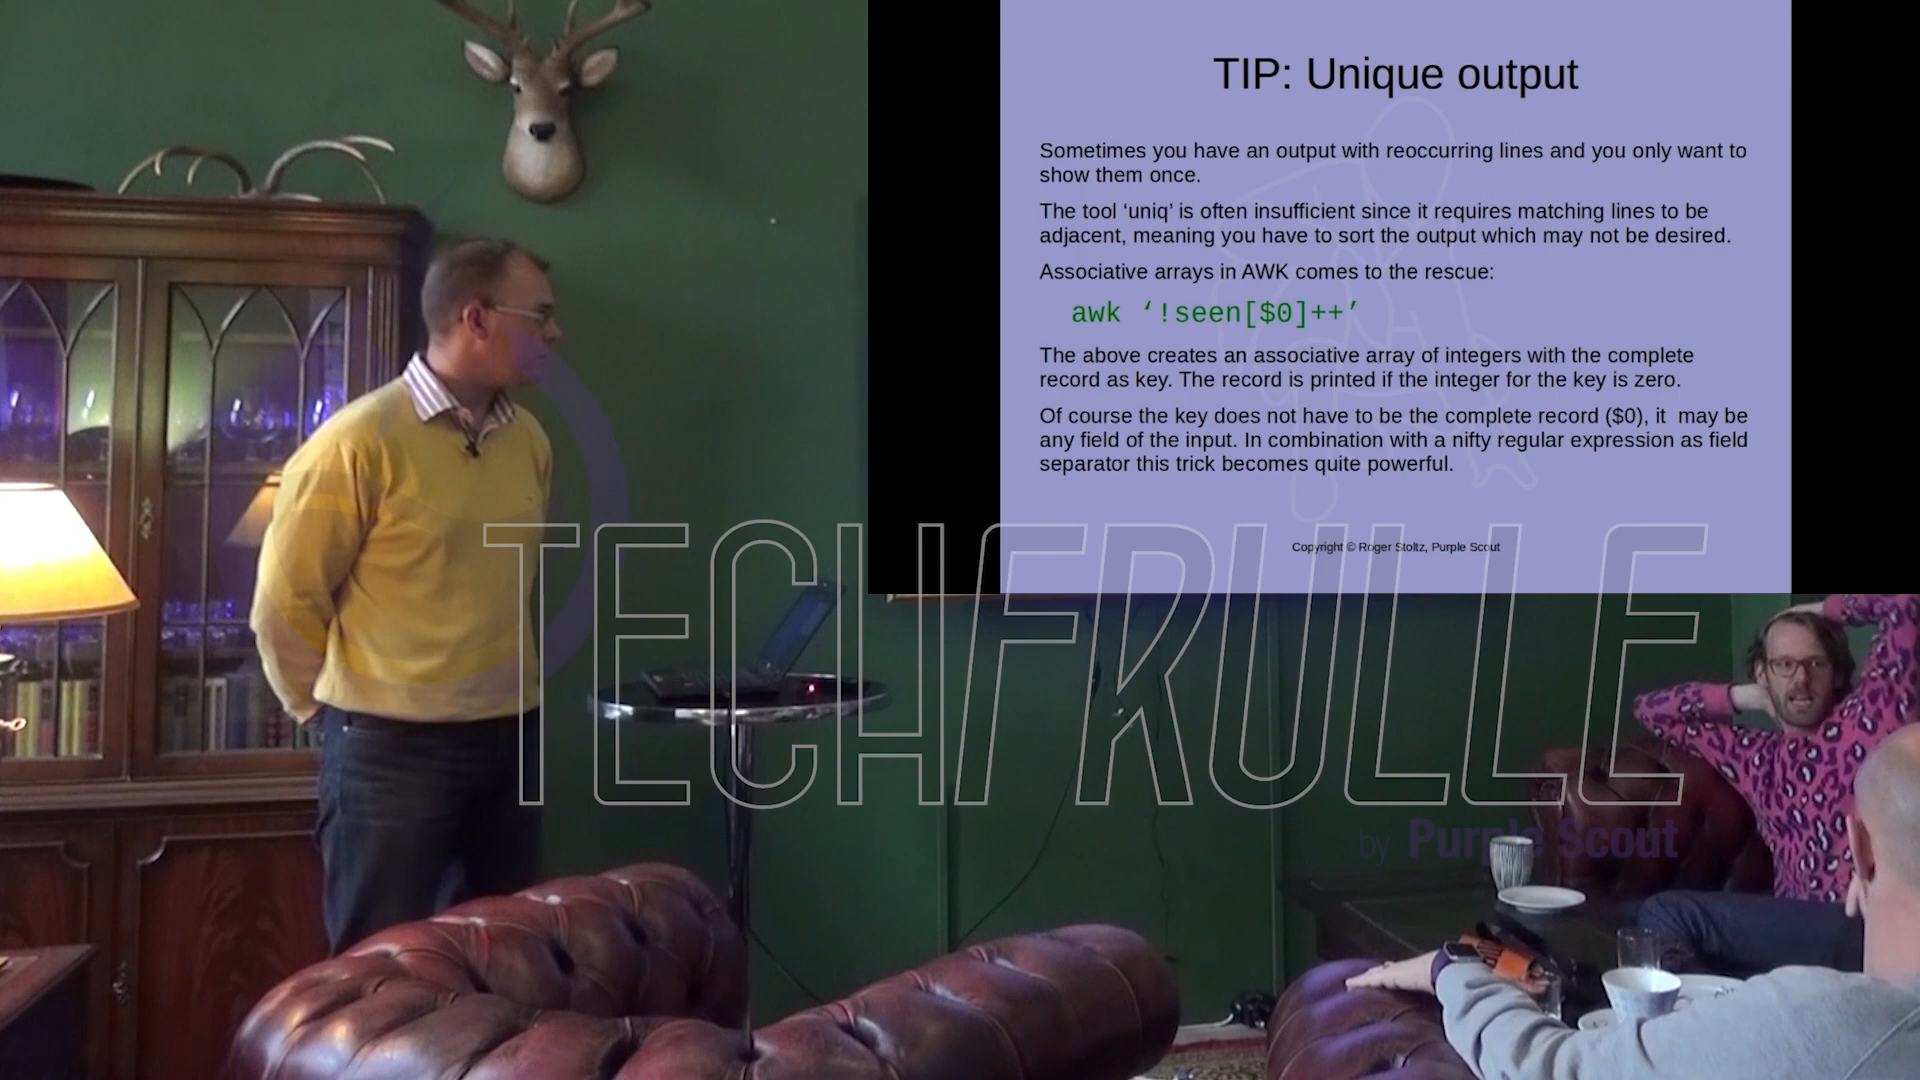 TIP: Unique output
Sometimes you have an output with reoccurring lines and you only want to
show them once.
The tool ‘uniq’ is often insufficient since it requires matching lines to be
adjacent, meaning you have to sort the output which may not be desired.
Associative arrays in AWK comes to the rescue:
awk ‘!seen[$0]++’
The above creates an associative array of integers with the complete
record as key. The record is printed if the integer for the key is zero.
Of course the key does not have to be the complete record ($0), it  may be
any field of the input. In combination with a nifty regular expression as field
separator this trick becomes quite powerful.
Copyright © Roger Stoltz, Purple Scout
TECHFRULLE
by Purple Scout